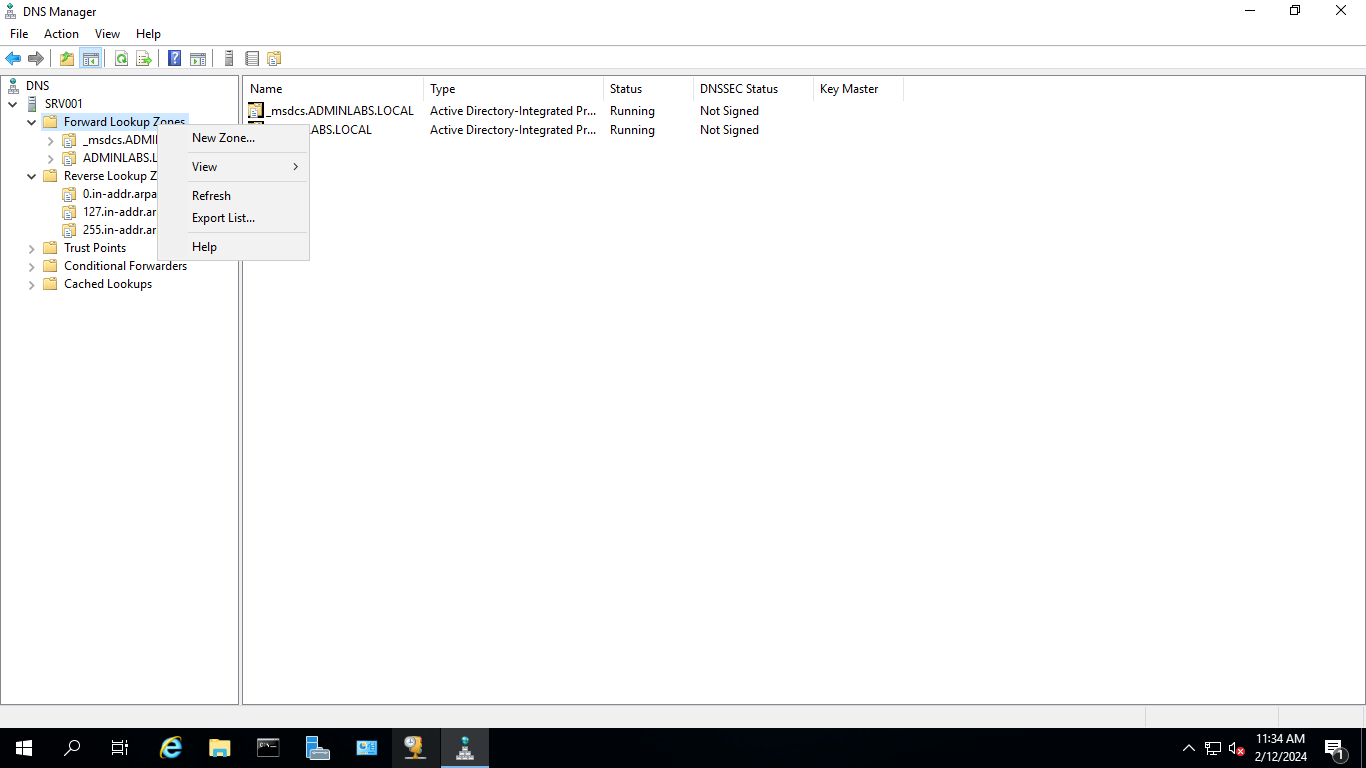 DNS Manager
File Action View Help
DNS
SRV001
Forward Lookup Zones
_msdcs.ADMIN
ADMINLABS.L
Reverse Lookup Z
0.in-addr.arpa
127.in-addr.ar
255.in-addr.ar
Trust Points
Conditional Forwarders
Cached Lookups
New Zone...
View
Refresh
Export List...
Help
Name Type Status DNSSEC Status Key Master
_msdcs.ADMINLABS.LOCAL Active Directory-Integrated Pr... Running Not Signed
ABS.LOCAL Active Directory-Integrated Pr... Running Not Signed
11:34 AM
2/12/2024
1